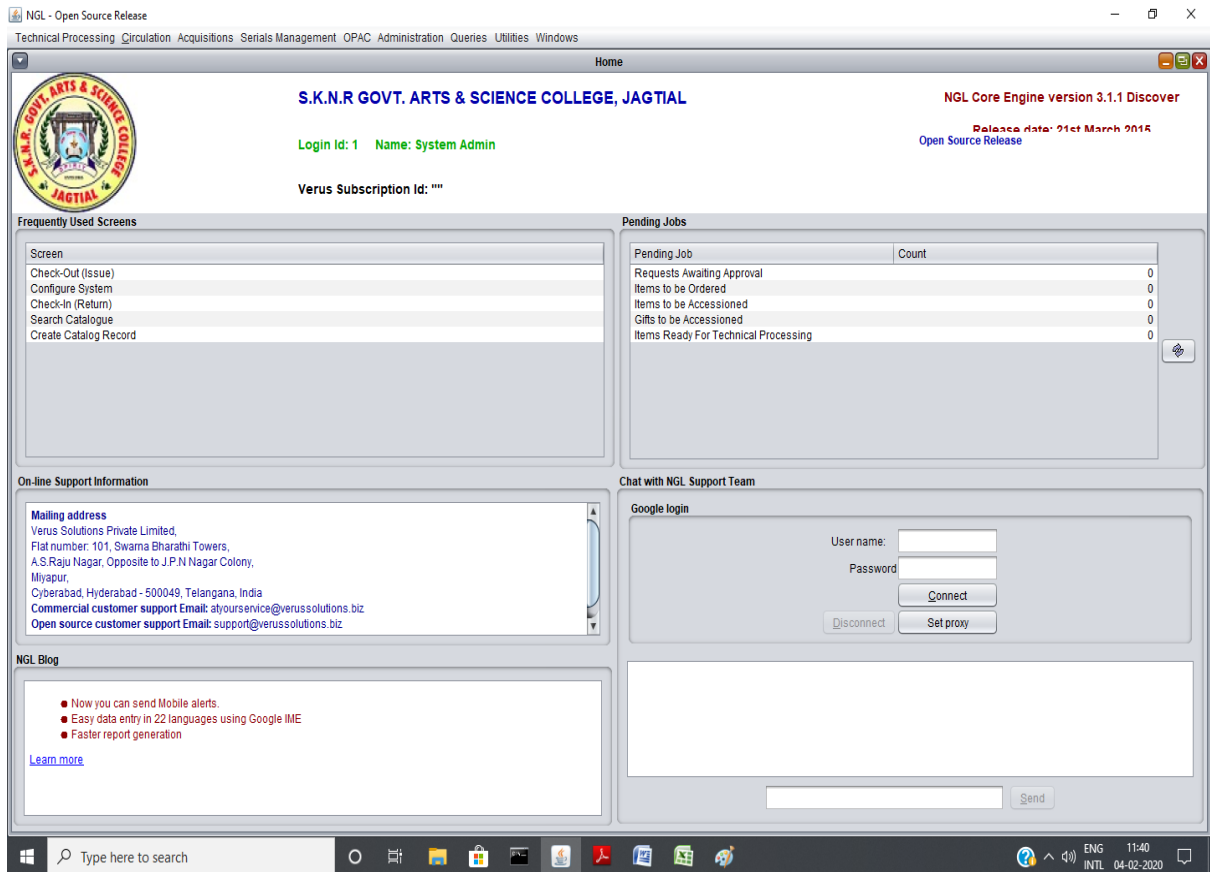 NGL - Open Source Release
Technical Processing Circulation Acquisitions Serials Management OPAC Administration Queries Utilities Windows
Home
S.K.N.R. GOVT. ARTS & SCIENCE COLLEGE
JAGTIAL
S.K.N.R GOVT. ARTS & SCIENCE COLLEGE, JAGTIAL
Login Id: 1 Name: System Admin
Verus Subscription Id: ""
NGL Core Engine version 3.1.1 Discover
Release date: 21st March 2015
Open Source Release
Frequently Used Screens
Screen
Check-Out (Issue)
Configure System
Check-In (Return)
Search Catalogue
Create Catalog Record
Pending Jobs
Pending Job Count
Requests Awaiting Approval 0
Items to be Ordered 0
Items to be Accessioned 0
Gifts to be Accessioned 0
Items Ready For Technical Processing 0
On-line Support Information
Mailing address
Verus Solutions Private Limited,
Flat number: 101, Swarna Bharathi Towers,
A.S.Raju Nagar, Opposite to J.P.N Nagar Colony,
Miyapur,
Cyberabad, Hyderabad - 500049, Telangana, India
Commercial customer support Email: atyourservice@verussolutions.biz
Open source customer support Email: support@verussolutions.biz
Chat with NGL Support Team
Google login
User name:
Password
Connect
Disconnect Set proxy
NGL Blog
Now you can send Mobile alerts.
Easy data entry in 22 languages using Google IME
Faster report generation
Learn more
Send
Type here to search
ENG
INTL
11:40
04-02-2020